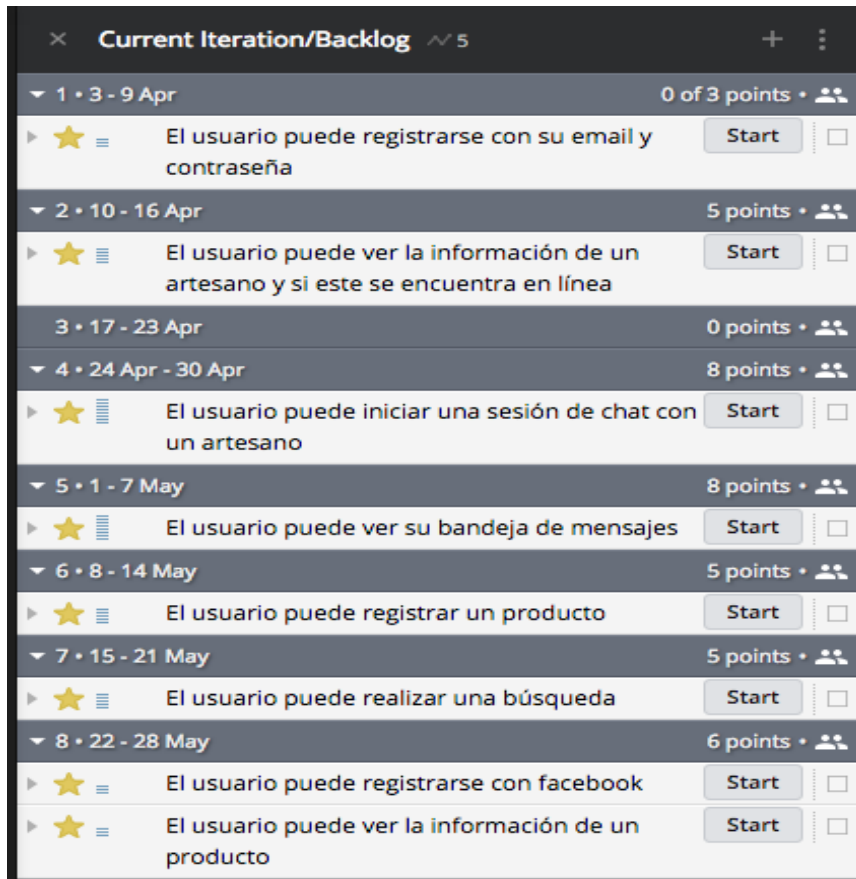 Current Iteration/Backlog 5
1 • 3 - 9 Apr 0 of 3 points •
El usuario puede registrarse con su email y Start
contraseña
2 • 10 - 16 Apr 5 points •
El usuario puede ver la información de un Start
artesano y si este se encuentra en línea
3 • 17 - 23 Apr 0 points •
4 • 24 Apr - 30 Apr 8 points •
El usuario puede iniciar una sesión de chat con Start
un artesano
5 • 1 - 7 May 8 points •
El usuario puede ver su bandeja de mensajes Start
6 • 8 - 14 May 5 points •
El usuario puede registrar un producto Start
7 • 15 - 21 May 5 points •
El usuario puede realizar una búsqueda Start
8 • 22 - 28 May 6 points •
El usuario puede registrarse con facebook Start
El usuario puede ver la información de un Start
producto